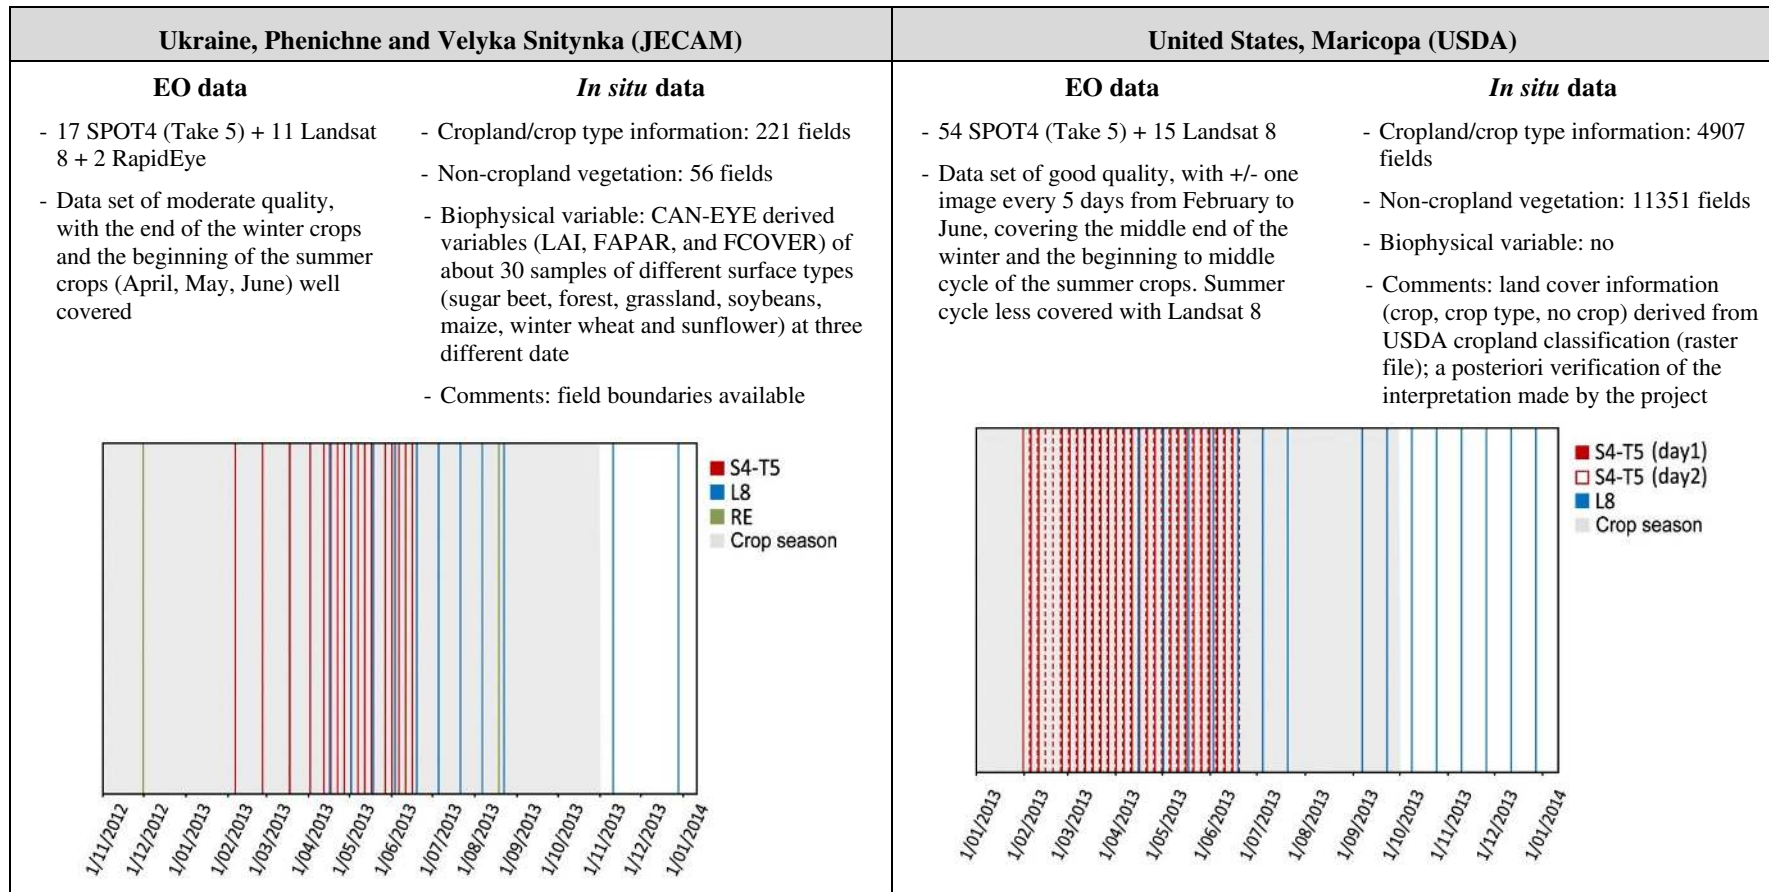 Ukraine, Phenichne and Velyka Snitynka (JECAM)
EO data
- 17 SPOT4 (Take 5) + 11 Landsat
8 + 2 RapidEye
- Data set of moderate quality,
with the end of the winter crops
and the beginning of the summer
crops (April, May, June) well
covered
In situ data
- Cropland/crop type information: 221 fields
- Non-cropland vegetation: 56 fields
- Biophysical variable: CAN-EYE derived
variables (LAI, FAPAR, and FCOVER) of
about 30 samples of different surface types
(sugar beet, forest, grassland, soybeans,
maize, winter wheat and sunflower) at three
different date
- Comments: field boundaries available
S4-T5
L8
RE
Crop season
1/11/2012
1/12/2012
1/01/2013
1/02/2013
1/03/2013
1/04/2013
1/05/2013
1/06/2013
1/07/2013
1/08/2013
1/09/2013
1/10/2013
1/11/2013
1/12/2013
1/01/2014
United States, Maricopa (USDA)
EO data
- 54 SPOT4 (Take 5) + 15 Landsat 8
- Data set of good quality, with +/- one
image every 5 days from February to
June, covering the middle end of the
winter and the beginning to middle
cycle of the summer crops. Summer
cycle less covered with Landsat 8
In situ data
- Cropland/crop type information: 4907
fields
- Non-cropland vegetation: 11351 fields
- Biophysical variable: no
- Comments: land cover information
(crop, crop type, no crop) derived from
USDA cropland classification (raster
file); a posteriori verification of the
interpretation made by the project
S4-T5 (day1)
S4-T5 (day2)
L8
Crop season
1/01/2013
1/02/2013
1/03/2013
1/04/2013
1/05/2013
1/06/2013
1/07/2013
1/08/2013
1/09/2013
1/10/2013
1/11/2013
1/12/2013
1/01/2014